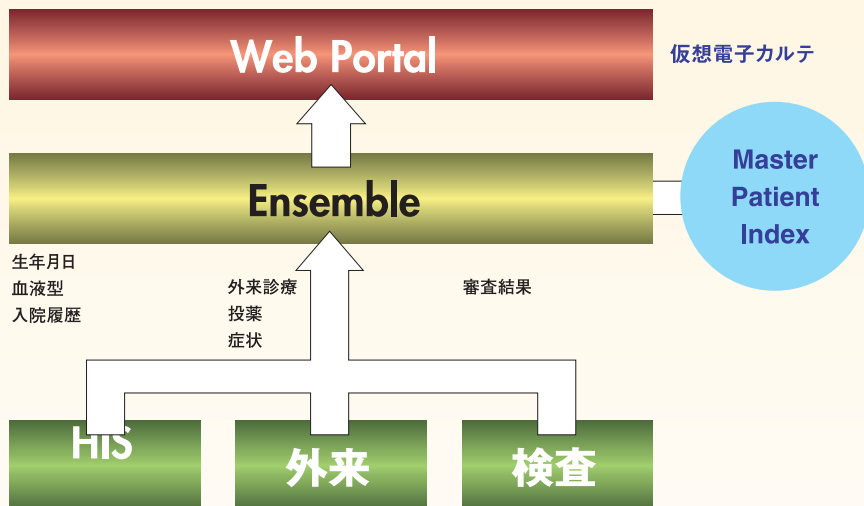 Web Portal
仮想電子カルテ
Master
Patient
Index
Ensemble
生年月日
血液型
入院履歴
外来診療
投薬
症状
審査結果
HIS
外来
検査